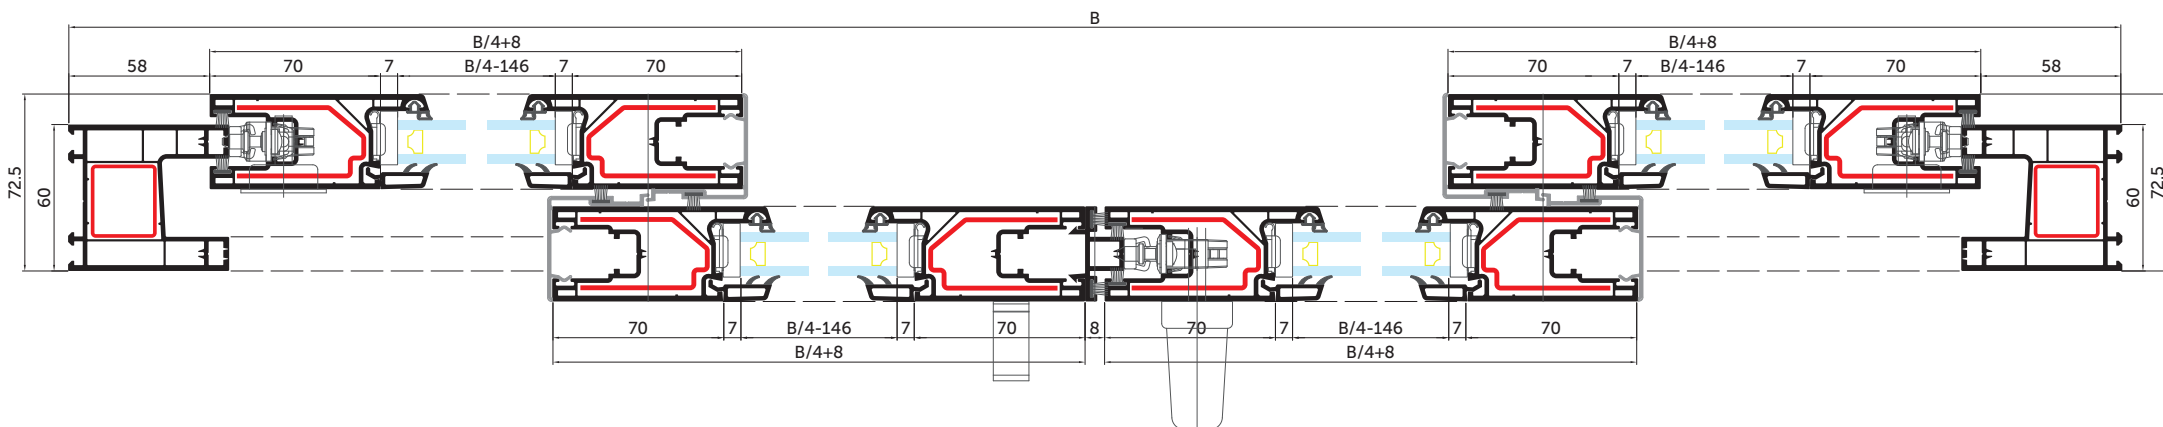 B
B/4+8 B/4+8
58 70 7 B/4-146 7 70 70 7 B/4-146 7 70 58
72.5 60 60 72.5
70 7 B/4-146 7 70 8 70 7 B/4-146 7 70
B/4+8 B/4+8